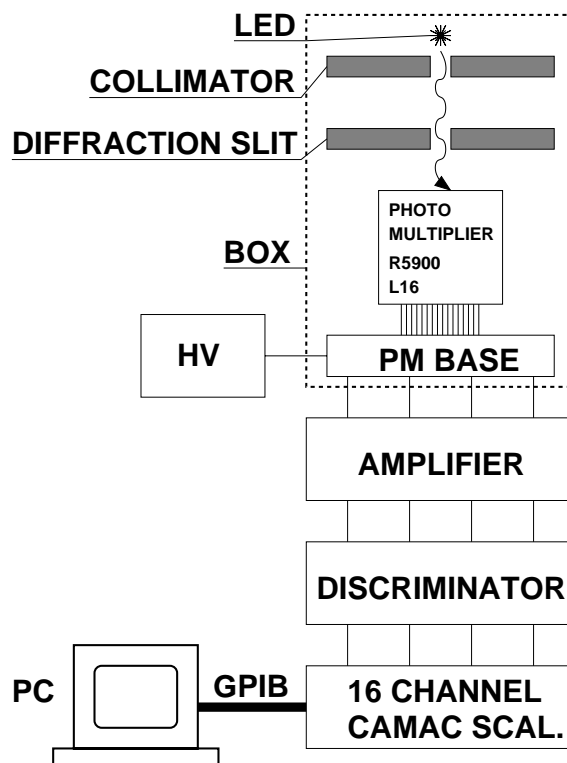 LED
COLLIMATOR
DIFFRACTION SLIT
PHOTO
MULTIPLIER
R5900
L16
BOX
HV
PM BASE
AMPLIFIER
DISCRIMINATOR
PC
GPIB
16 CHANNEL
CAMAC SCAL.